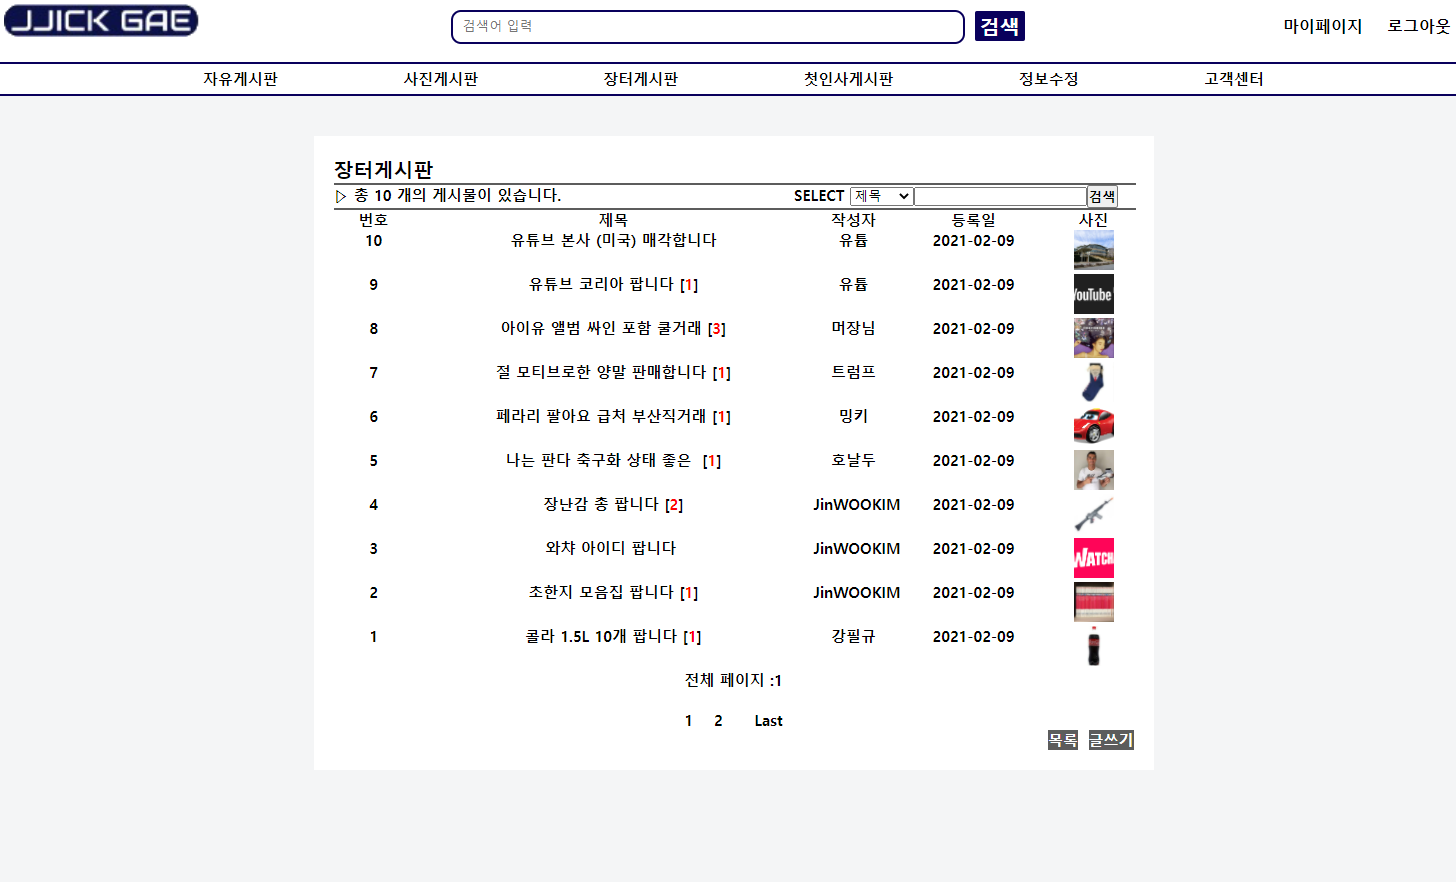 JJICK GAE
검색어 입력
검색
마이페이지 로그아웃
자유게시판 사진게시판 장터게시판 첫인사게시판 정보수정 고객센터
장터게시판
▷ 총 10 개의 게시물이 있습니다. SELECT 제목 검색
번호 제목 작성자 등록일 사진
10 유튜브 본사 (미국) 매각합니다 유튭 2021-02-09
9 유튜브 코리아 팝니다 [1] 유튭 2021-02-09 YouTube
8 아이유 앨범 싸인 포함 쿨거래 [3] 머장님 2021-02-09
7 절 모티브로한 양말 판매합니다 [1] 트럼프 2021-02-09
6 페라리 팔아요 급처 부산직거래 [1] 밍키 2021-02-09
5 나는 판다 축구화 상태 좋은 [1] 호날두 2021-02-09
4 장난감 총 팝니다 [2] JinWOOKIM 2021-02-09
3 와챠 아이디 팝니다 JinWOOKIM 2021-02-09 WATCH
2 초한지 모음집 팝니다 [1] JinWOOKIM 2021-02-09
1 콜라 1.5L 10개 팝니다 [1] 강필규 2021-02-09
전체 페이지 :1
1 2 Last
목록 글쓰기